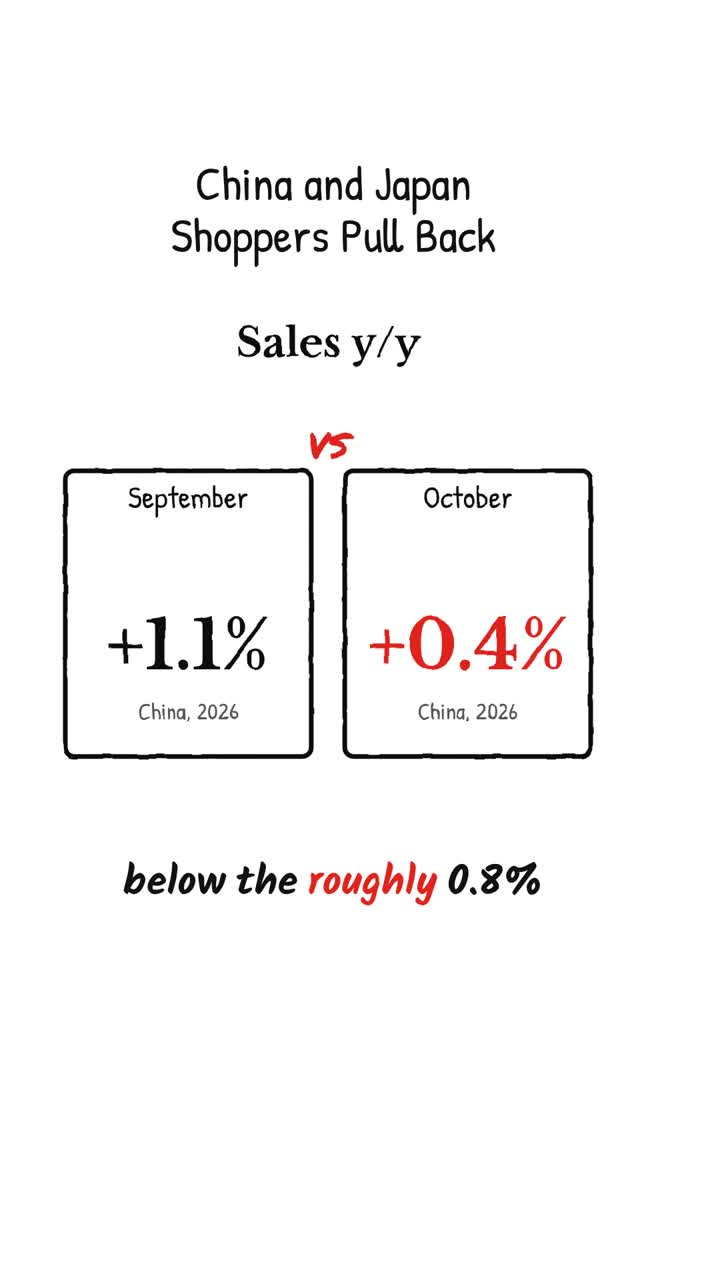 China and Japan
Shoppers Pull Back
Sales y/y
vs
September
+1.1%
China, 2026
October
+0.4%
China, 2026
below the roughly 0.8%